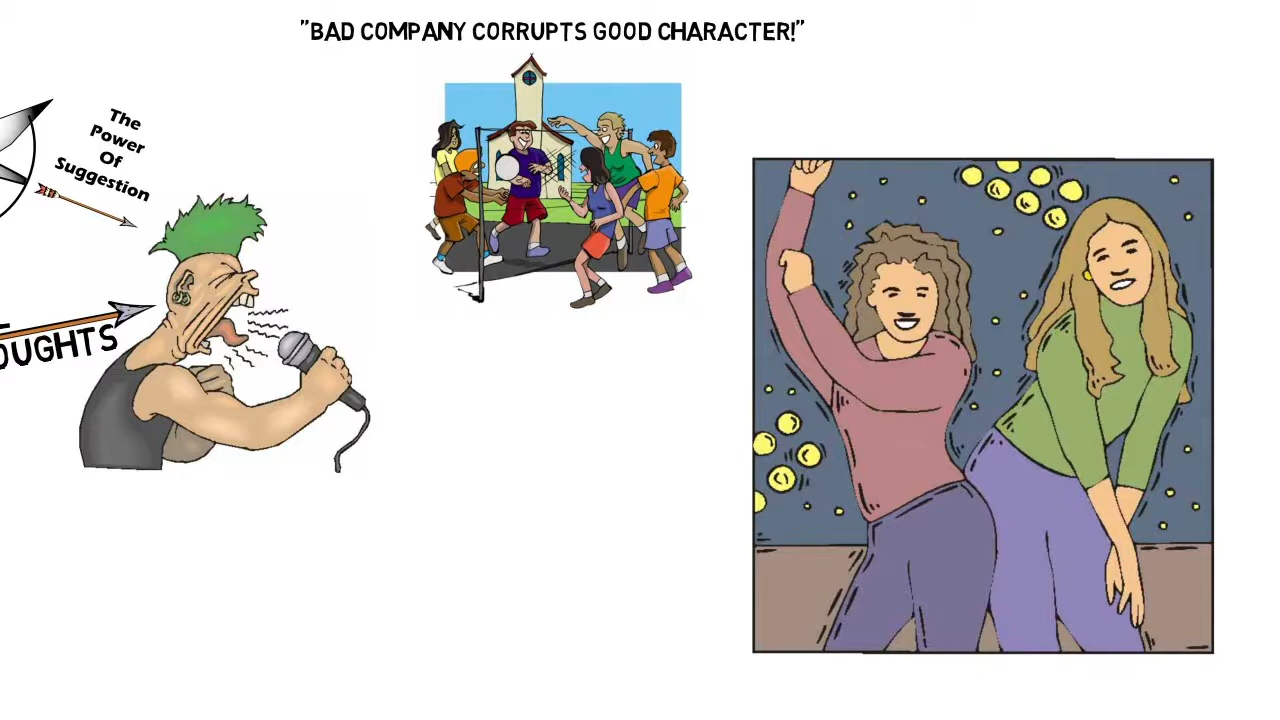 "BAD COMPANY CORRUPTS GOOD CHARACTER!"
The
Power
Of
Suggestion
OUGHTS